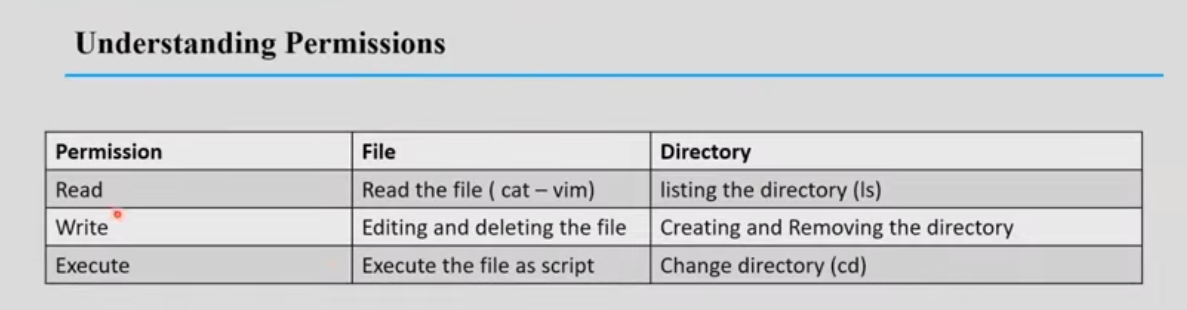 Understanding Permissions
Permission File Directory
Read Read the file ( cat – vim) listing the directory (ls)
Write Editing and deleting the file Creating and Removing the directory
Execute Execute the file as script Change directory (cd)